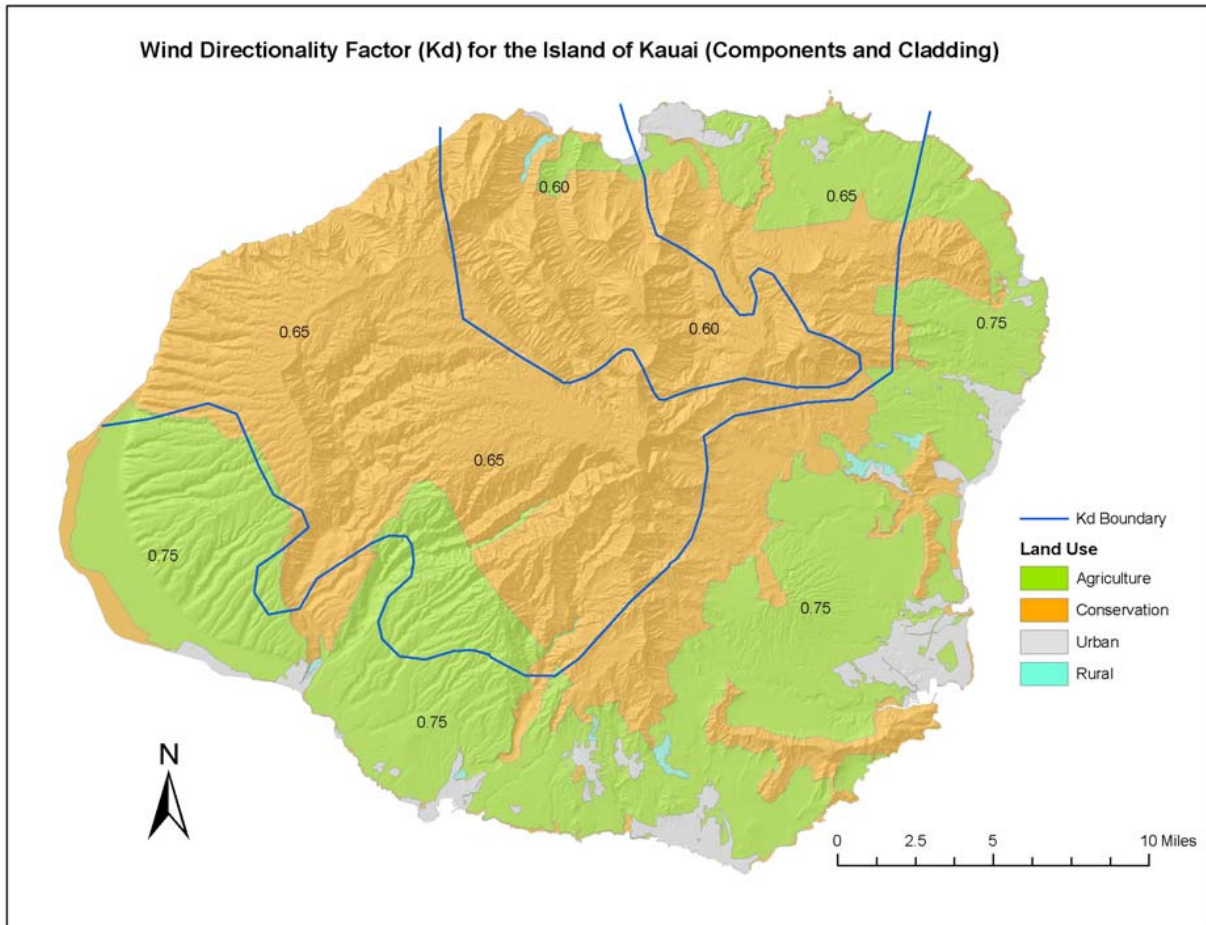 Wind Directionality Factor (Kd) for the Island of Kauai (Components and Cladding)
0.60
0.65
0.65
0.60
0.75
0.65
0.75
0.75
0.75
Kd Boundary
Land Use
Agriculture
Conservation
Urban
Rural
N
0 2.5 5 10 Miles